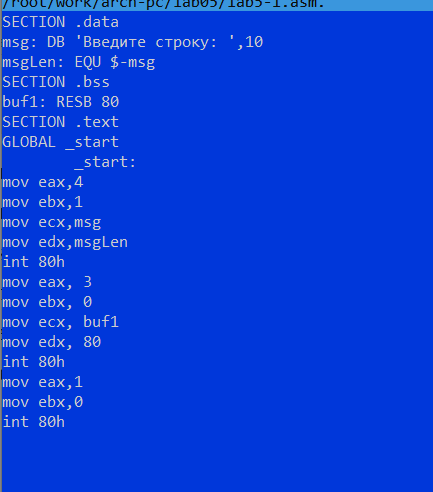 /root/work/arch-pc/lab05/lab5-1.asm.
SECTION .data
msg: DB 'Введите строку: ',10
msgLen: EQU $-msg
SECTION .bss
buf1: RESB 80
SECTION .text
GLOBAL _start
_start:
mov eax,4
mov ebx,1
mov ecx,msg
mov edx,msgLen
int 80h
mov eax, 3
mov ebx, 0
mov ecx, buf1
mov edx, 80
int 80h
mov eax,1
mov ebx,0
int 80h